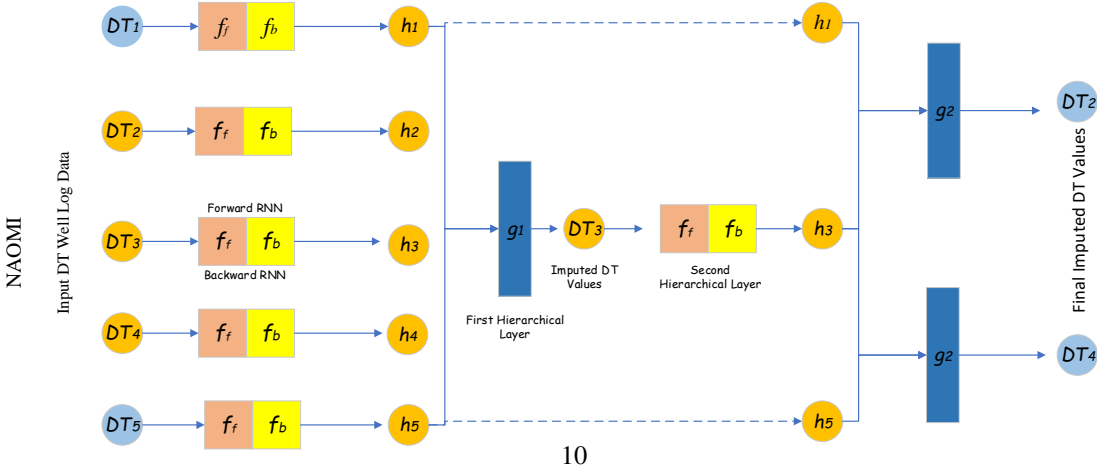 NAOMI
Input DT Well Log Data
DT1
ff
fb
h1
h1
DT2
ff
fb
h2
g2
DT2
Forward RNN
DT3
ff
fb
h3
Backward RNN
g1
DT3
Imputed DT
Values
ff
fb
Second
Hierarchical Layer
h3
First Hierarchical
Layer
Final Imputed DT Values
DT4
ff
fb
h4
g2
DT4
DT5
ff
fb
h5
h5
10